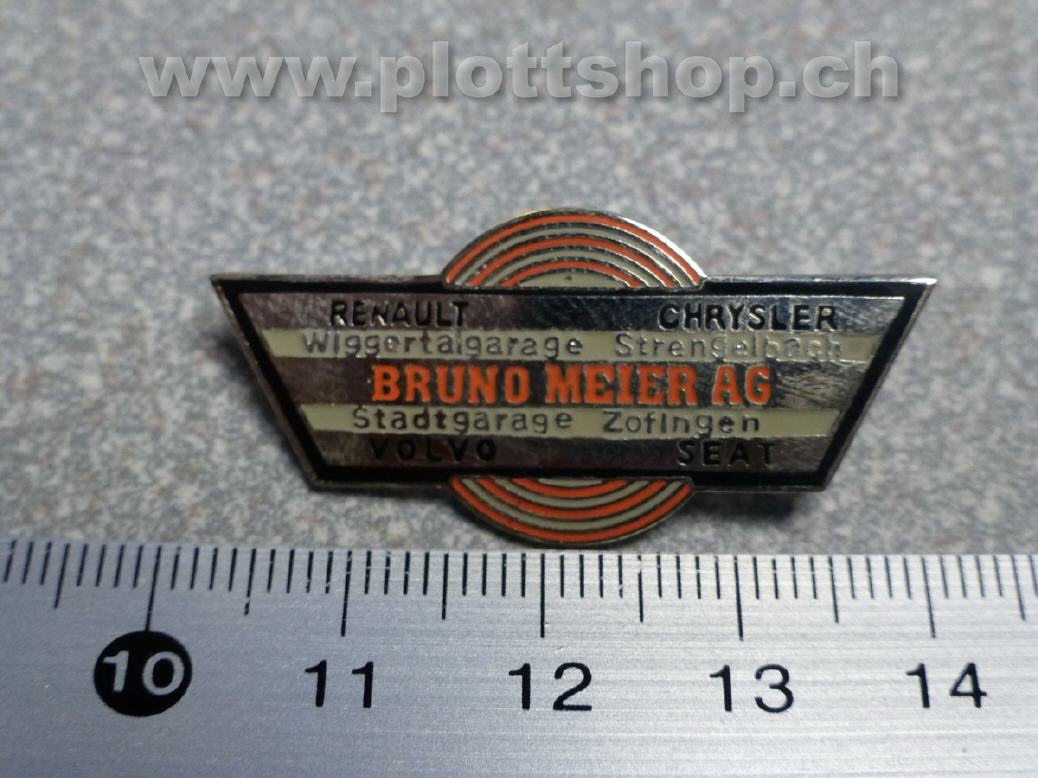 www.plottshop.ch
RENAULT CHRYSLER
Wiggertalgarage Strengelbach
BRUNO MEIER AG
Stadtgarage Zofingen
VOLVO SEAT
10 11 12 13 14